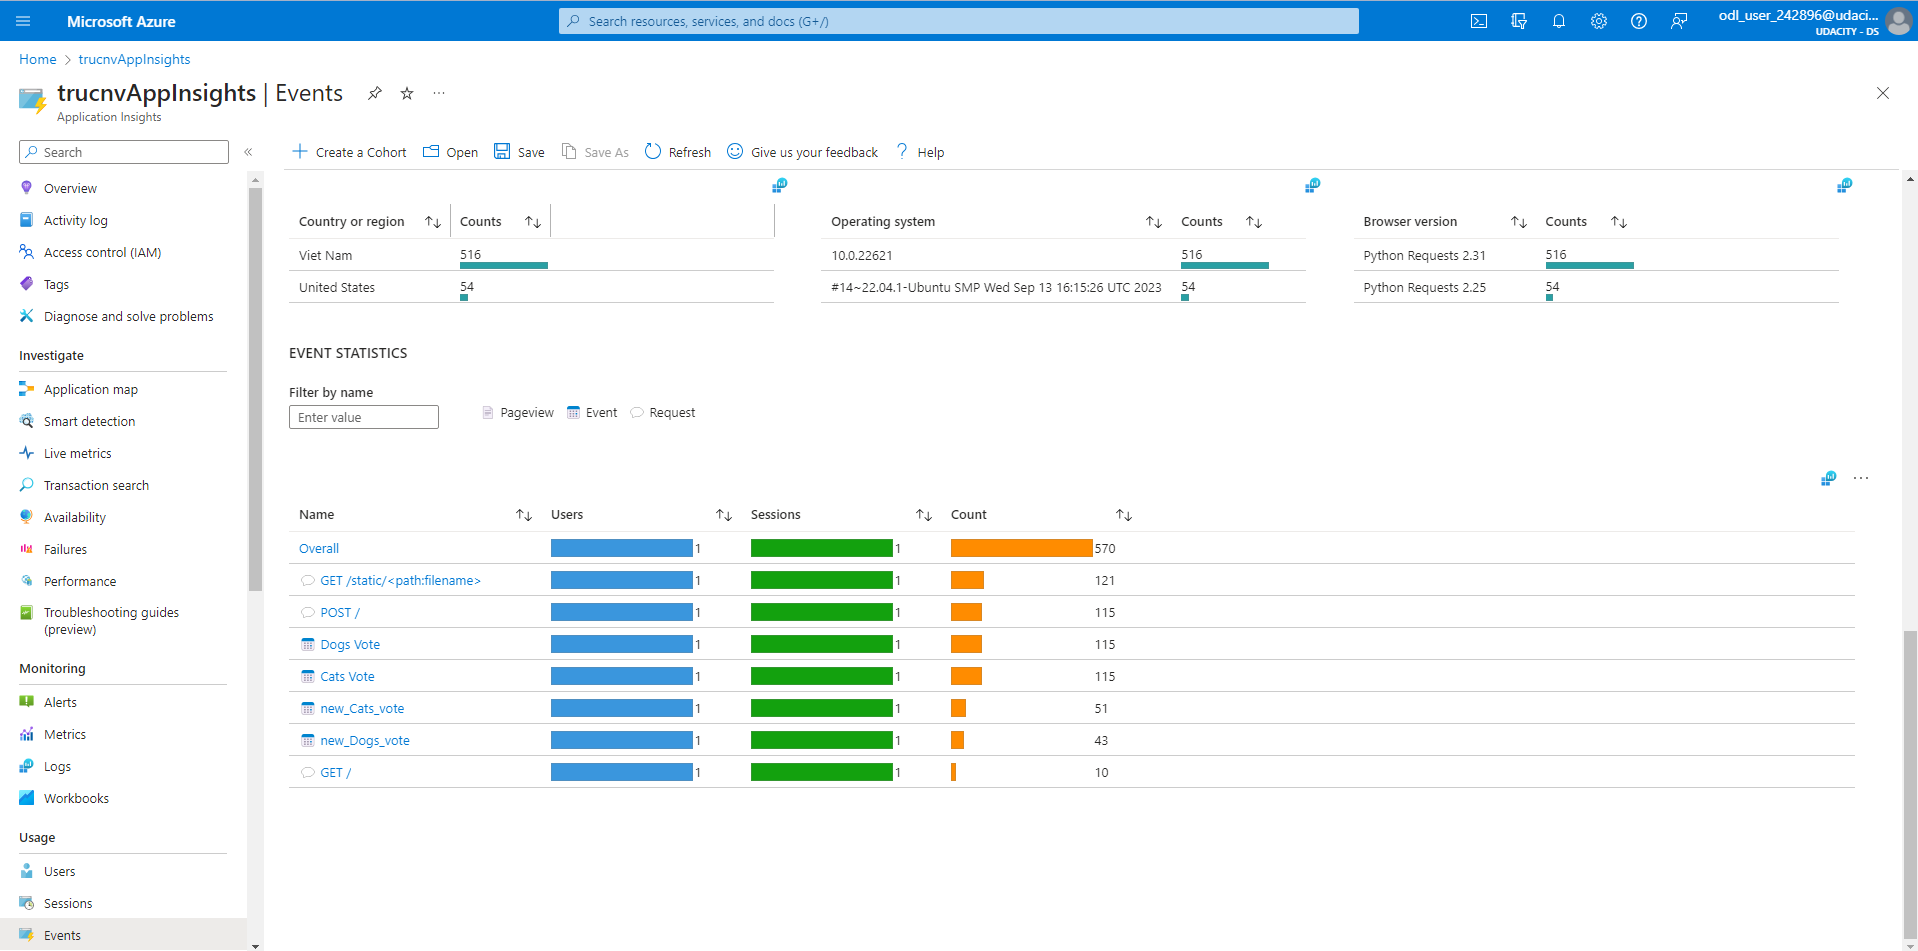 Microsoft Azure
Search resources, services, and docs (G+/)
odl_user_242896@udaci...
UDACITY - DS
Home > trucnvAppInsights
trucnvAppInsights | Events
Application Insights
Search
Overview
Activity log
Access control (IAM)
Tags
Diagnose and solve problems
Investigate
Application map
Smart detection
Live metrics
Transaction search
Availability
Failures
Performance
Troubleshooting guides
(preview)
Monitoring
Alerts
Metrics
Logs
Workbooks
Usage
Users
Sessions
Events
Create a Cohort Open Save Save As Refresh Give us your feedback Help
Country or region Counts
Viet Nam 516
United States 54
Operating system Counts
10.0.22621 516
#14~22.04.1-Ubuntu SMP Wed Sep 13 16:15:26 UTC 2023 54
Browser version Counts
Python Requests 2.31 516
Python Requests 2.25 54
EVENT STATISTICS
Filter by name
Enter value
Pageview Event Request
Name Users Sessions Count
Overall 1 1 570
GET /static/<path:filename> 1 1 121
POST / 1 1 115
Dogs Vote 1 1 115
Cats Vote 1 1 115
new_Cats_vote 1 1 51
new_Dogs_vote 1 1 43
GET / 1 1 10